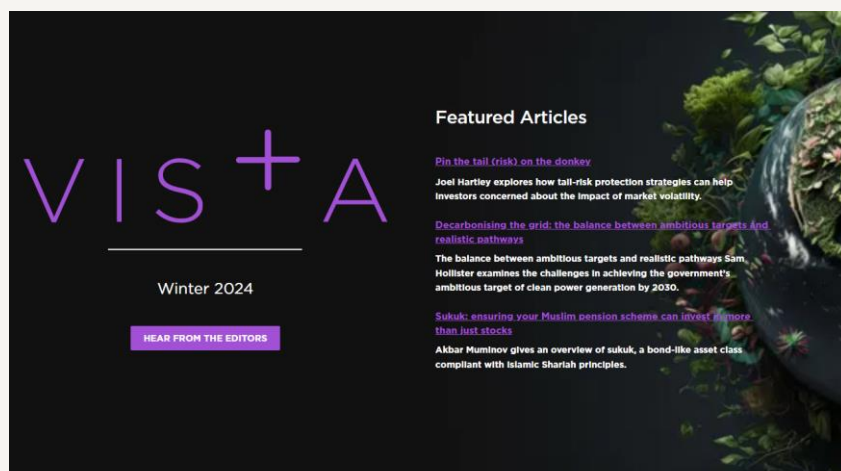 VISTA
Winter 2024
HEAR FROM THE EDITORS
Featured Articles
Pin the tail (risk) on the donkey
Joel Hartley explores how tail-risk protection strategies can help
investors concerned about the impact of market volatility.
Decarbonising the grid: the balance between ambitious targets and
realistic pathways
The balance between ambitious targets and realistic pathways Sam
Hollister examines the challenges in achieving the government's
ambitious target of clean power generation by 2030.
Sukuk: ensuring your Muslim pension scheme can invest in more
than just stocks
Akbar Muminov gives an overview of sukuk, a bond-like asset class
compliant with Islamic Shariah principles.